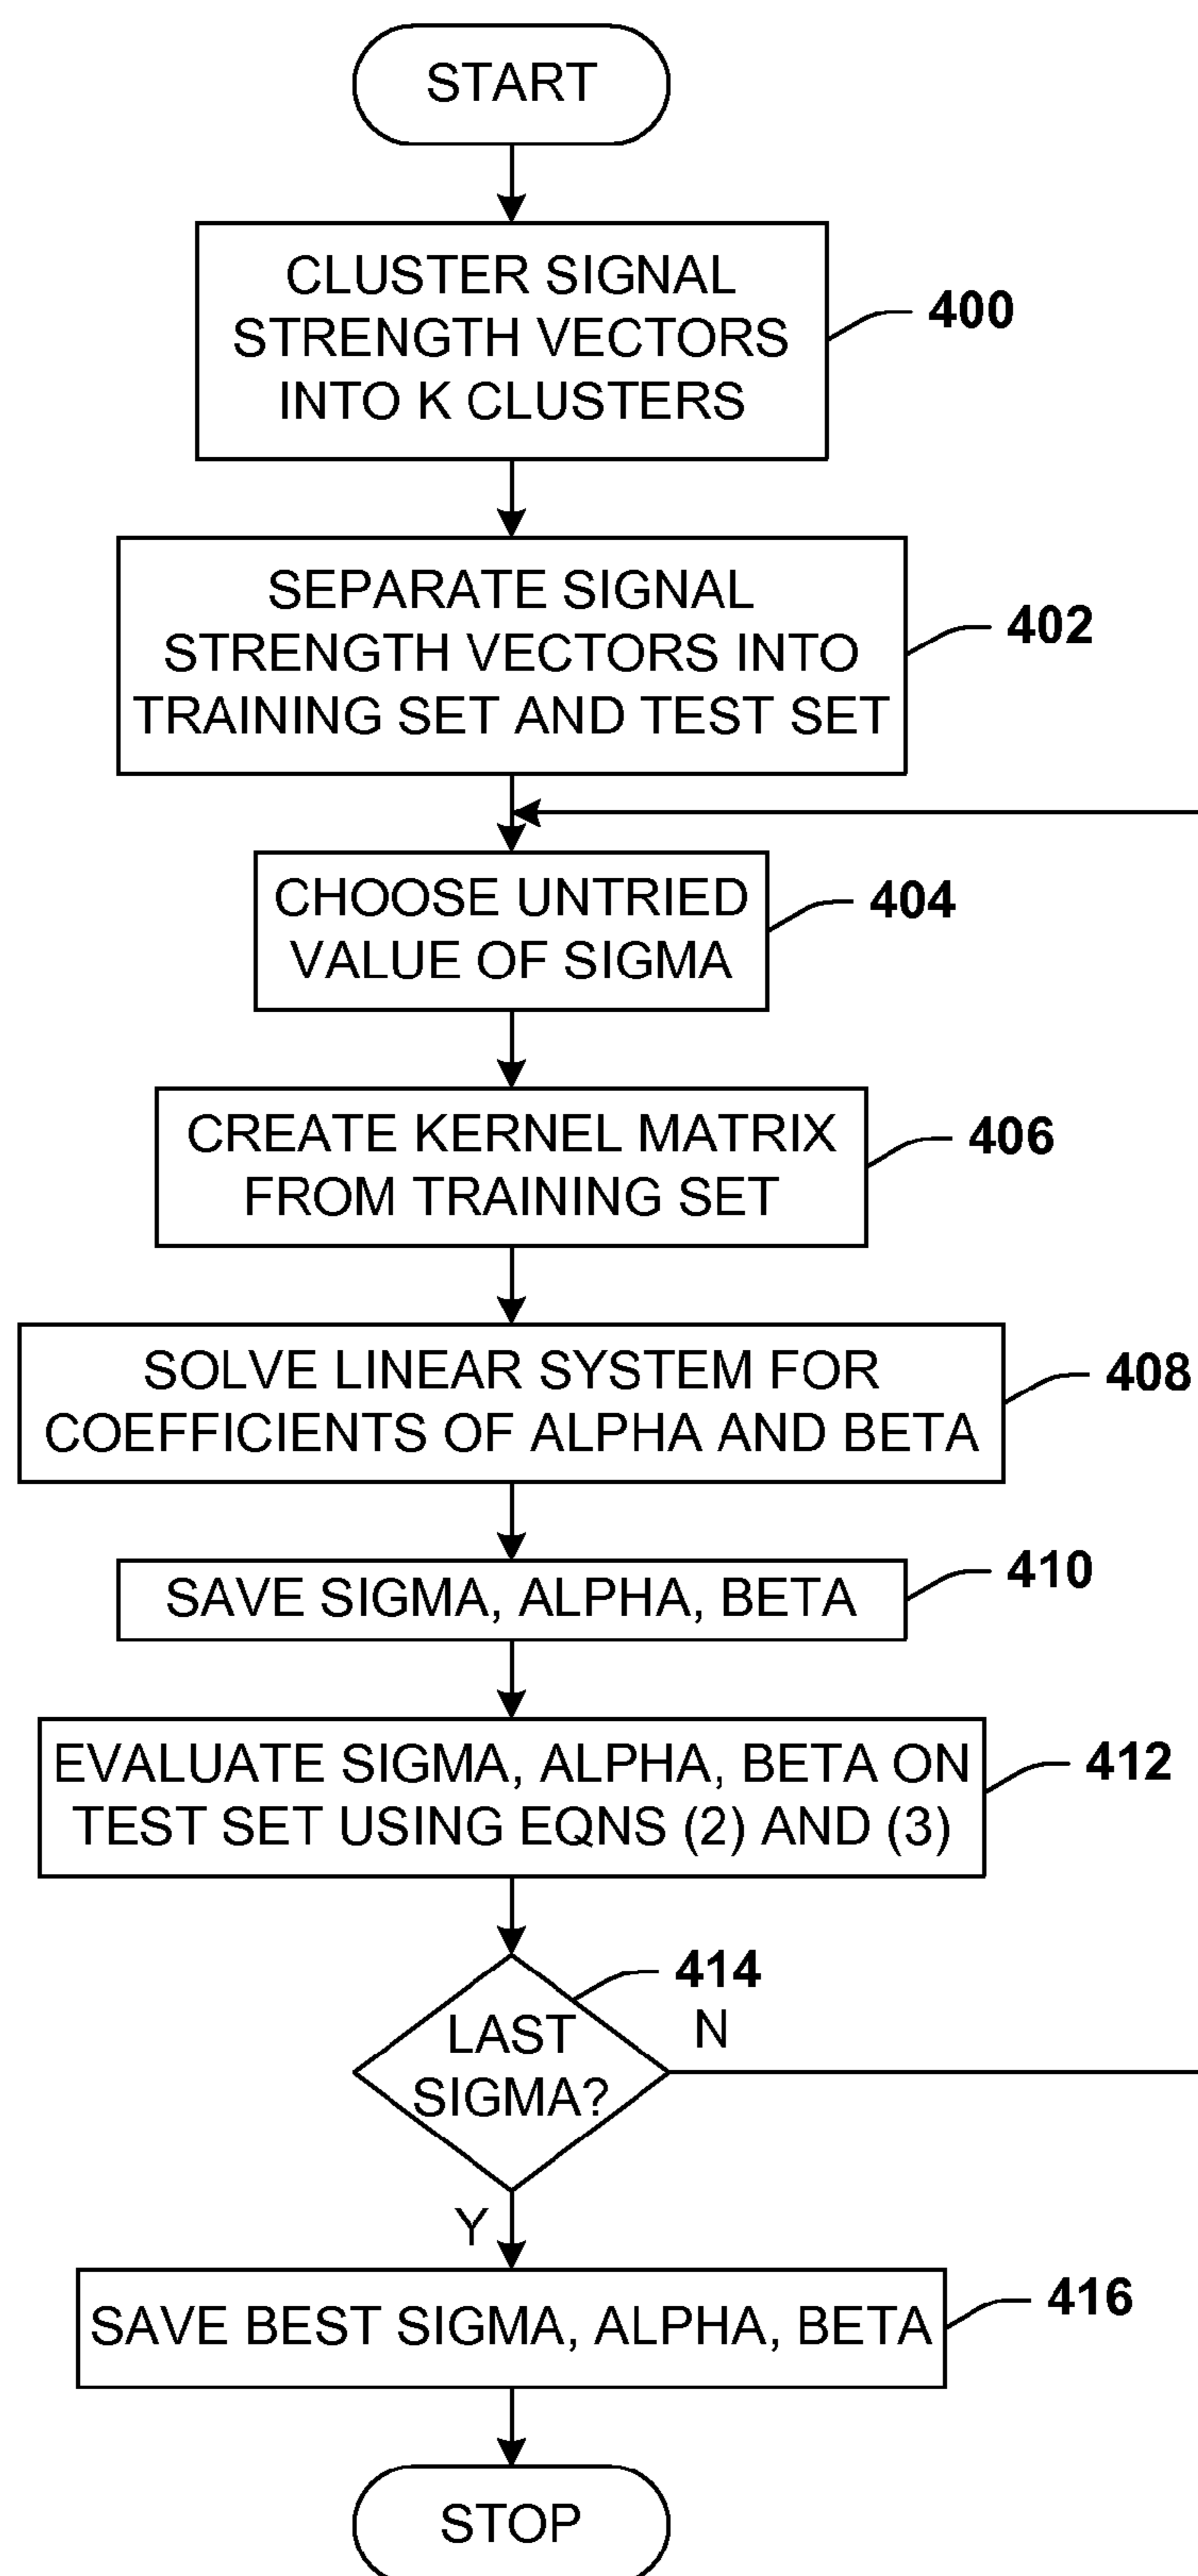 START
CLUSTER SIGNAL
STRENGTH VECTORS
INTO K CLUSTERS
400
SEPARATE SIGNAL
STRENGTH VECTORS INTO
TRAINING SET AND TEST SET
402
CHOOSE UNTRIED
VALUE OF SIGMA
404
CREATE KERNEL MATRIX
FROM TRAINING SET
406
SOLVE LINEAR SYSTEM FOR
COEFFICIENTS OF ALPHA AND BETA
408
SAVE SIGMA, ALPHA, BETA
410
EVALUATE SIGMA, ALPHA, BETA ON
TEST SET USING EQNS (2) AND (3)
412
LAST
SIGMA?
414
N
Y
SAVE BEST SIGMA, ALPHA, BETA
416
STOP